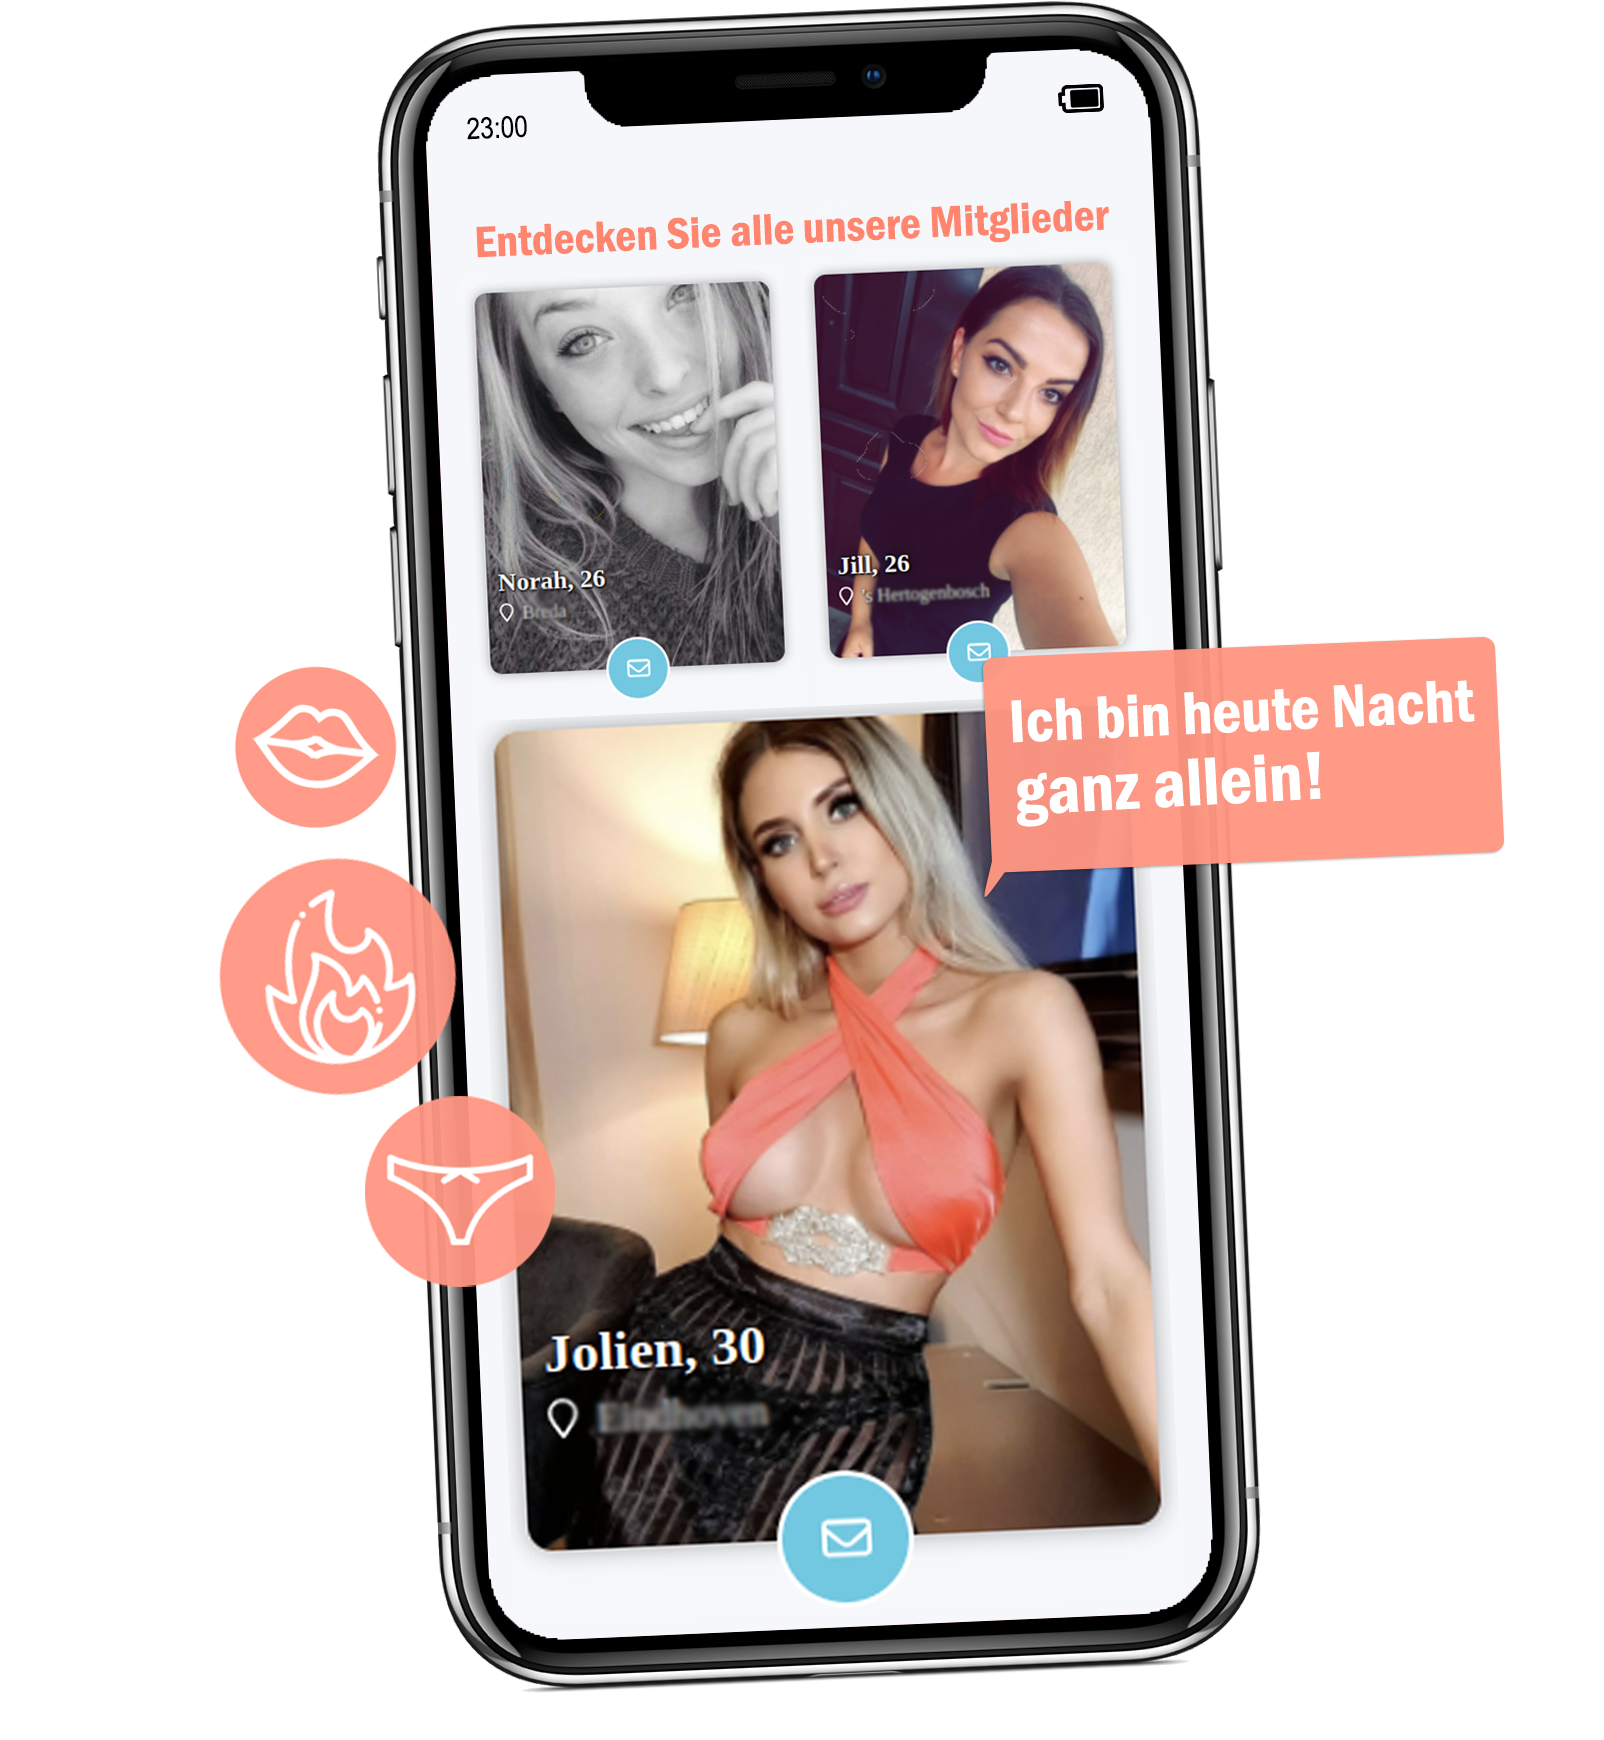 23:00
Entdecken Sie alle unsere Mitglieder
Norah, 26
Breda
Jill, 26
's Hertogenbosch
Ich bin heute Nacht
ganz allein!
Jolien, 30
Eindhoven